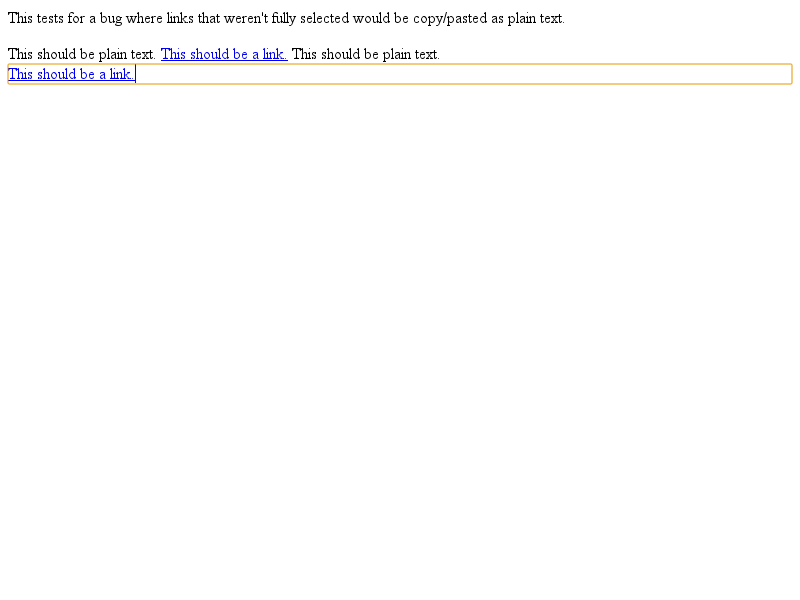 This tests for a bug where links that weren't fully selected would be copy/pasted as plain text.
This should be plain text. This should be a link. This should be plain text.
This should be a link.